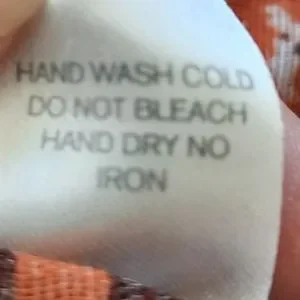 HAND WASH COLD
DO NOT BLEACH
HAND DRY NO
IRON